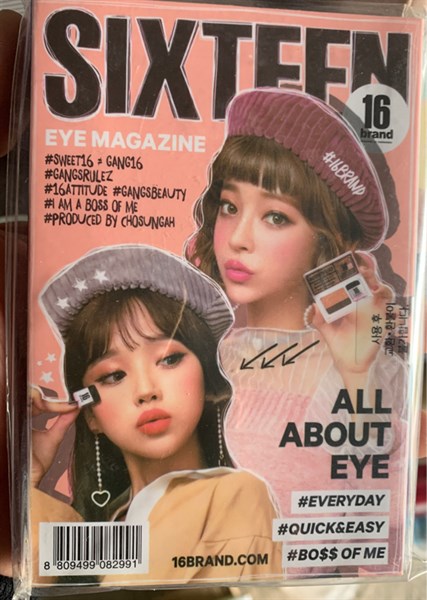 SIXTEEN
16
brand
EYE MAGAZINE
#SWEET16 = GANG16
#GANGSRULEZ
#16ATTITUDE #GANGSBEAUTY
#I AM A BOSS OF ME
#PRODUCED BY CHOSUNGAH
#16BRAND
ALL
ABOUT
EYE
#EVERYDAY
#QUICK&EASY
#BO$$ OF ME
16BRAND.COM
8 809499 082991